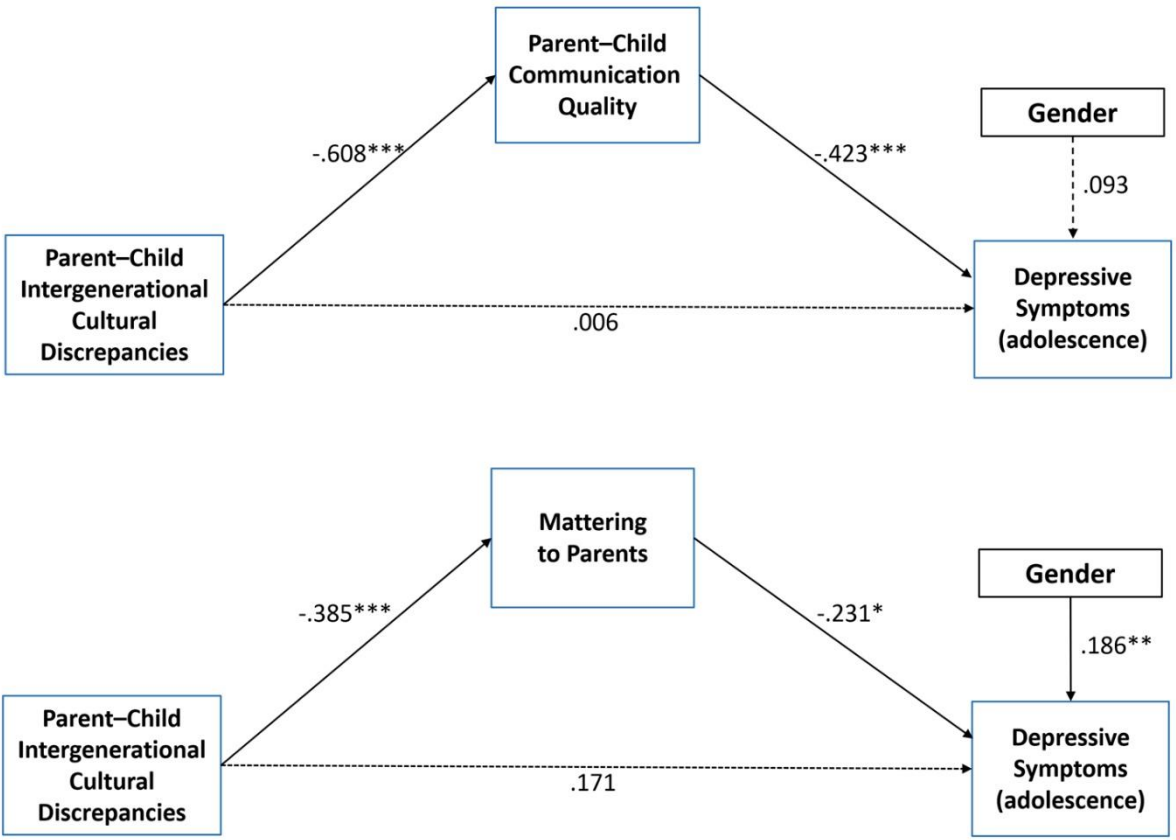 Parent–Child
Communication
Quality
Gender
-.608***
-.423***
.093
Parent–Child
Intergenerational
Cultural
Discrepancies
Depressive
Symptoms
(adolescence)
.006
Mattering
to Parents
Gender
-.385***
-.231*
.186**
Parent–Child
Intergenerational
Cultural
Discrepancies
Depressive
Symptoms
(adolescence)
.171